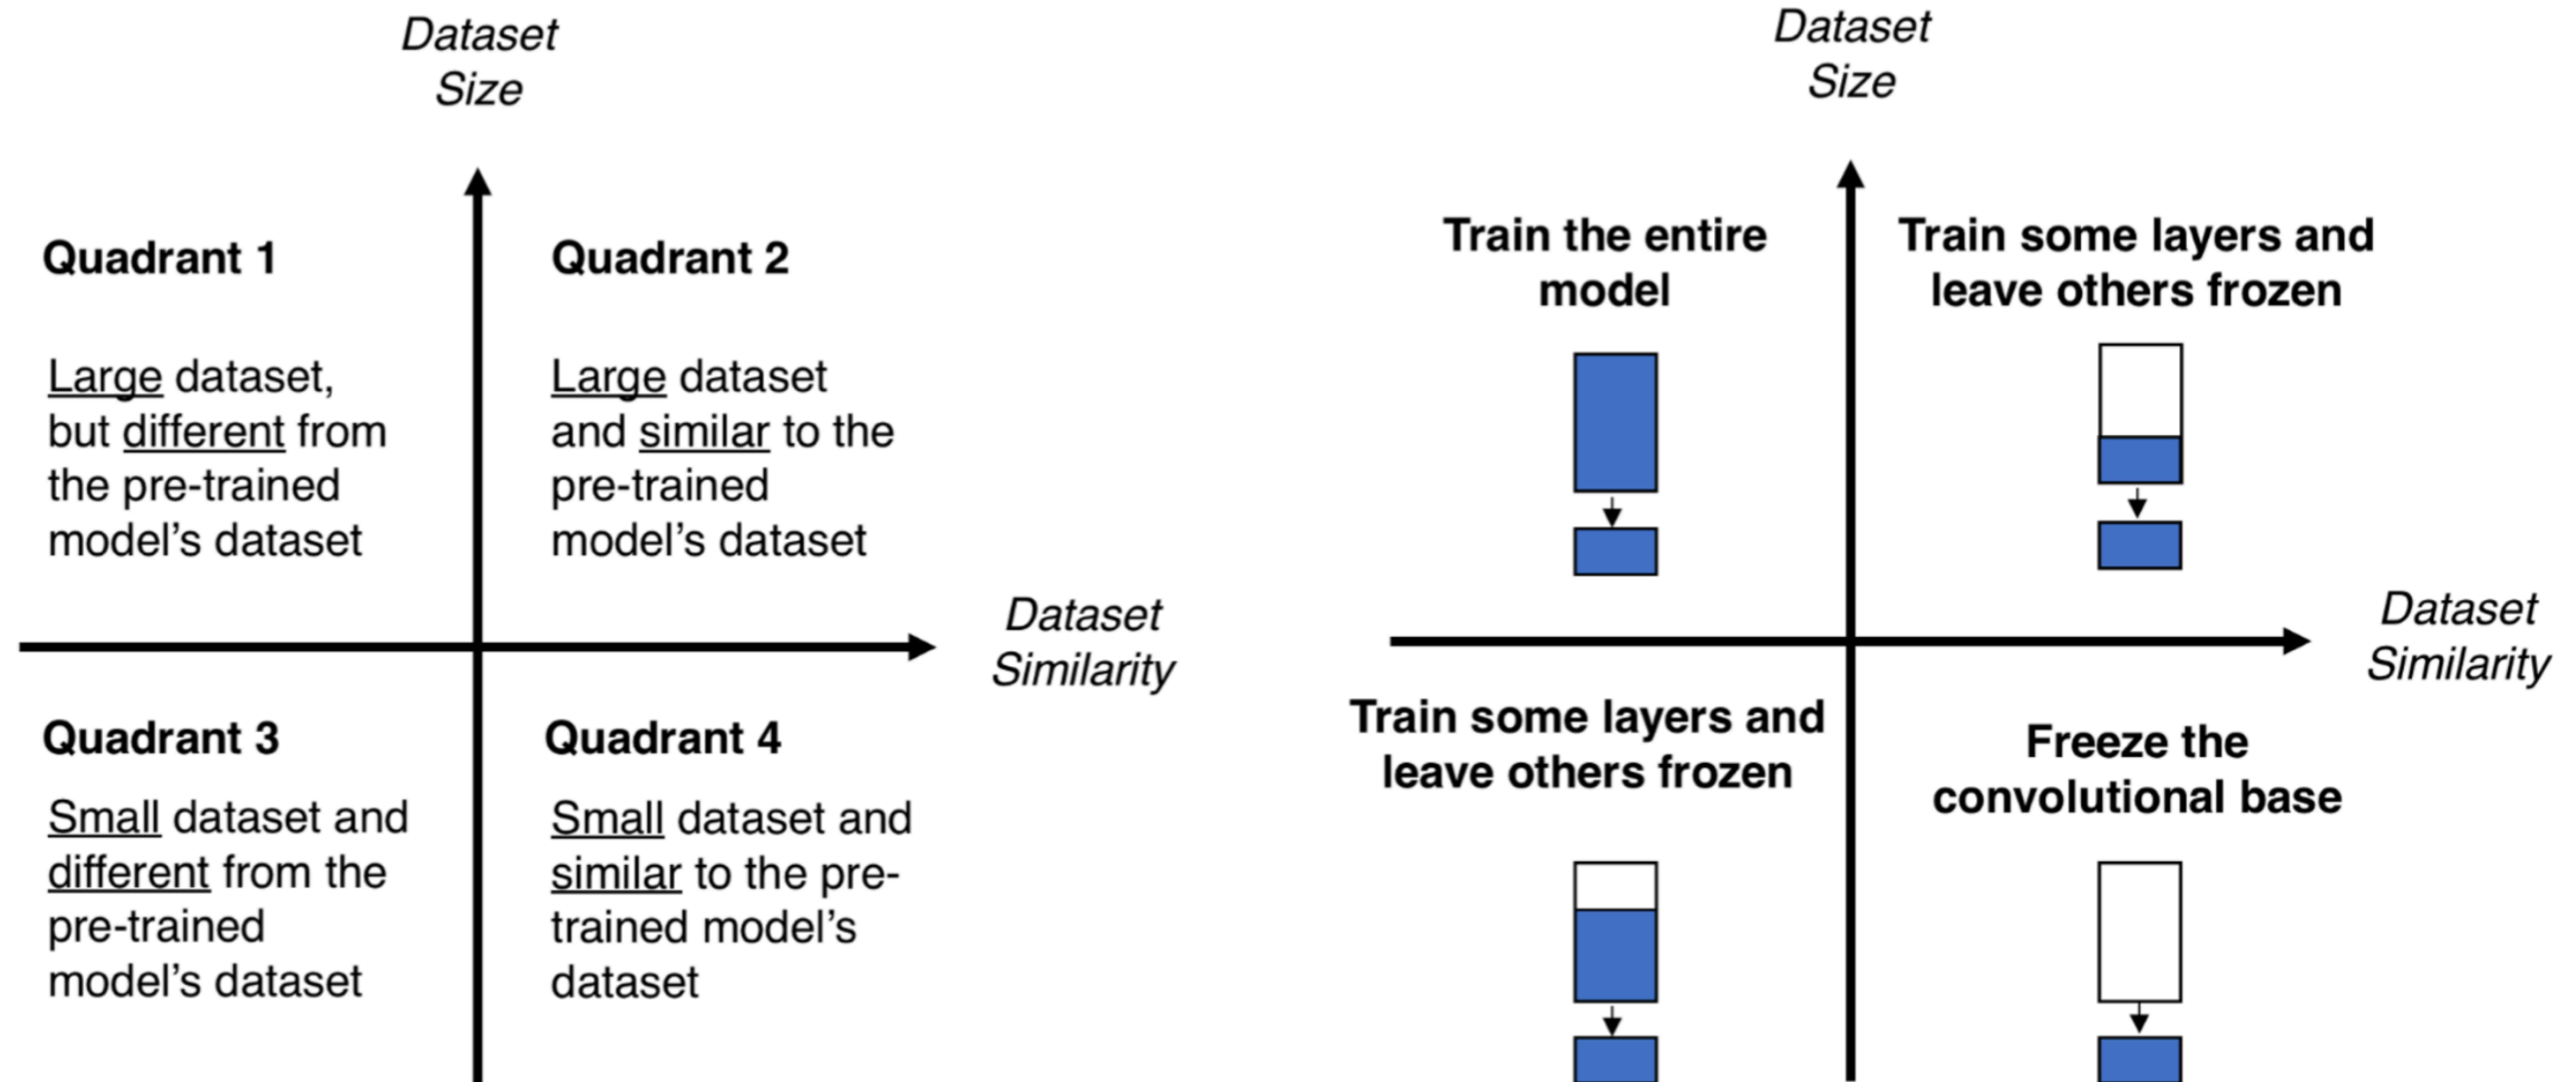 Dataset
Size
Quadrant 1
Large dataset,
but different from
the pre-trained
model’s dataset
Quadrant 2
Large dataset
and similar to the
pre-trained
model’s dataset
Dataset
Similarity
Quadrant 3
Small dataset and
different from the
pre-trained
model’s dataset
Quadrant 4
Small dataset and
similar to the pre-
trained model’s
dataset
Dataset
Size
Train the entire
model
Train some layers and
leave others frozen
Dataset
Similarity
Train some layers and
leave others frozen
Freeze the
convolutional base